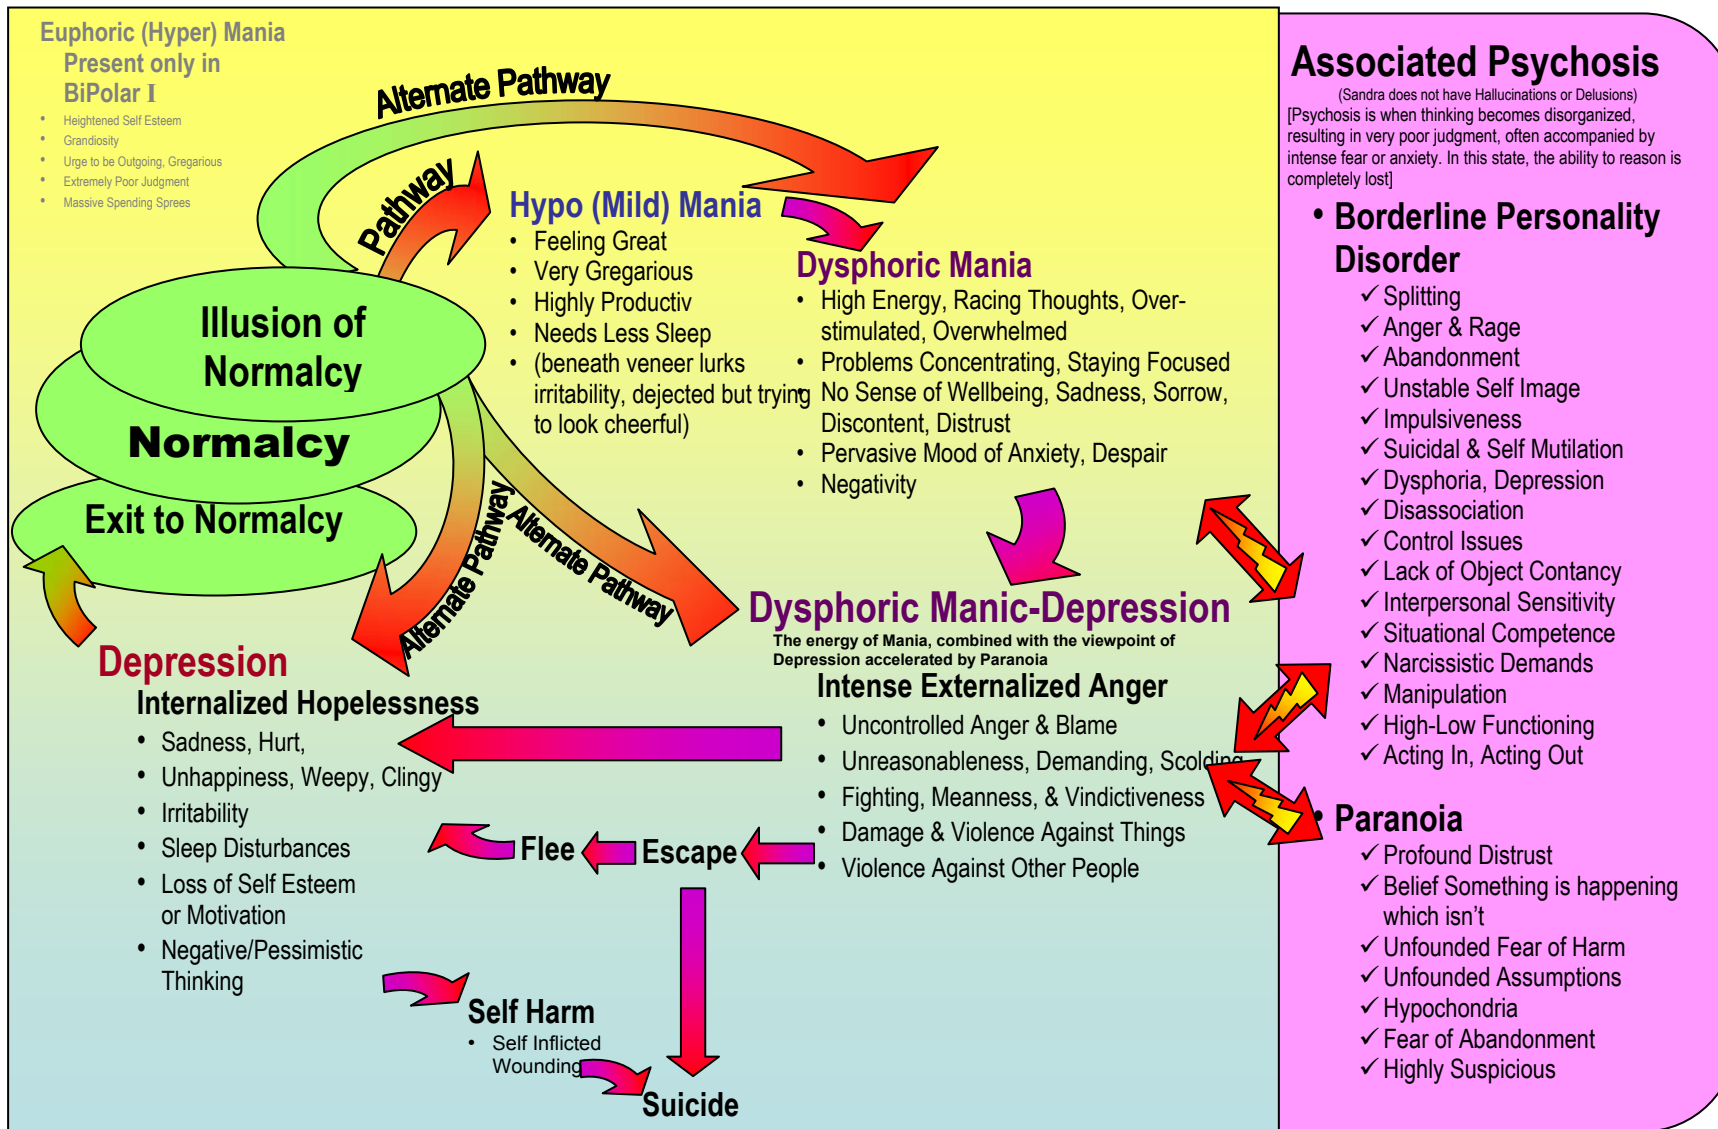 Euphoric (Hyper) Mania
Present only in
BiPolar I
• Heightened Self Esteem
• Grandiosity
• Urge to be Outgoing, Gregarious
• Extremely Poor Judgment
• Massive Spending Sprees
Alternate Pathway
Pathway
Hypo (Mild) Mania
• Feeling Great
• Very Gregarious
• Highly Productiv
• Needs Less Sleep
• (beneath veneer lurks
irritability, dejected but trying
to look cheerful)
Dysphoric Mania
• High Energy, Racing Thoughts, Over-
stimulated, Overwhelmed
• Problems Concentrating, Staying Focused
• No Sense of Wellbeing, Sadness, Sorrow,
Discontent, Distrust
• Pervasive Mood of Anxiety, Despair
• Negativity
Illusion of
Normalcy
Normalcy
Exit to Normalcy
Alternate Pathway
Alternate Pathway
Dysphoric Manic-Depression
The energy of Mania, combined with the viewpoint of
Depression accelerated by Paranoia
Intense Externalized Anger
• Uncontrolled Anger & Blame
• Unreasonableness, Demanding, Scolding
• Fighting, Meanness, & Vindictiveness
• Damage & Violence Against Things
• Violence Against Other People
Depression
Internalized Hopelessness
• Sadness, Hurt,
• Unhappiness, Weepy, Clingy
• Irritability
• Sleep Disturbances
• Loss of Self Esteem
or Motivation
• Negative/Pessimistic
Thinking
Flee
Escape
Self Harm
• Self Inflicted
Wounding
Suicide
Associated Psychosis
(Sandra does not have Hallucinations or Delusions)
[Psychosis is when thinking becomes disorganized,
resulting in very poor judgment, often accompanied by
intense fear or anxiety. In this state, the ability to reason is
completely lost]
• Borderline Personality
Disorder
✓ Splitting
✓ Anger & Rage
✓ Abandonment
✓ Unstable Self Image
✓ Impulsiveness
✓ Suicidal & Self Mutilation
✓ Dysphoria, Depression
✓ Disassociation
✓ Control Issues
✓ Lack of Object Contancy
✓ Interpersonal Sensitivity
✓ Situational Competence
✓ Narcissistic Demands
✓ Manipulation
✓ High-Low Functioning
✓ Acting In, Acting Out
• Paranoia
✓ Profound Distrust
✓ Belief Something is happening
which isn't
✓ Unfounded Fear of Harm
✓ Unfounded Assumptions
✓ Hypochondria
✓ Fear of Abandonment
✓ Highly Suspicious